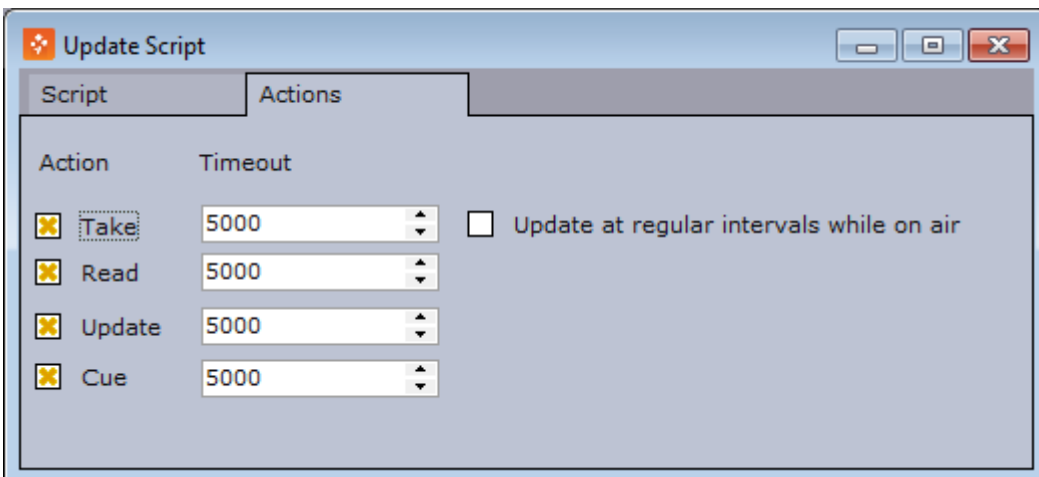 Update Script
Script Actions
Action Timeout
Take 5000 Update at regular intervals while on air
Read 5000
Update 5000
Cue 5000